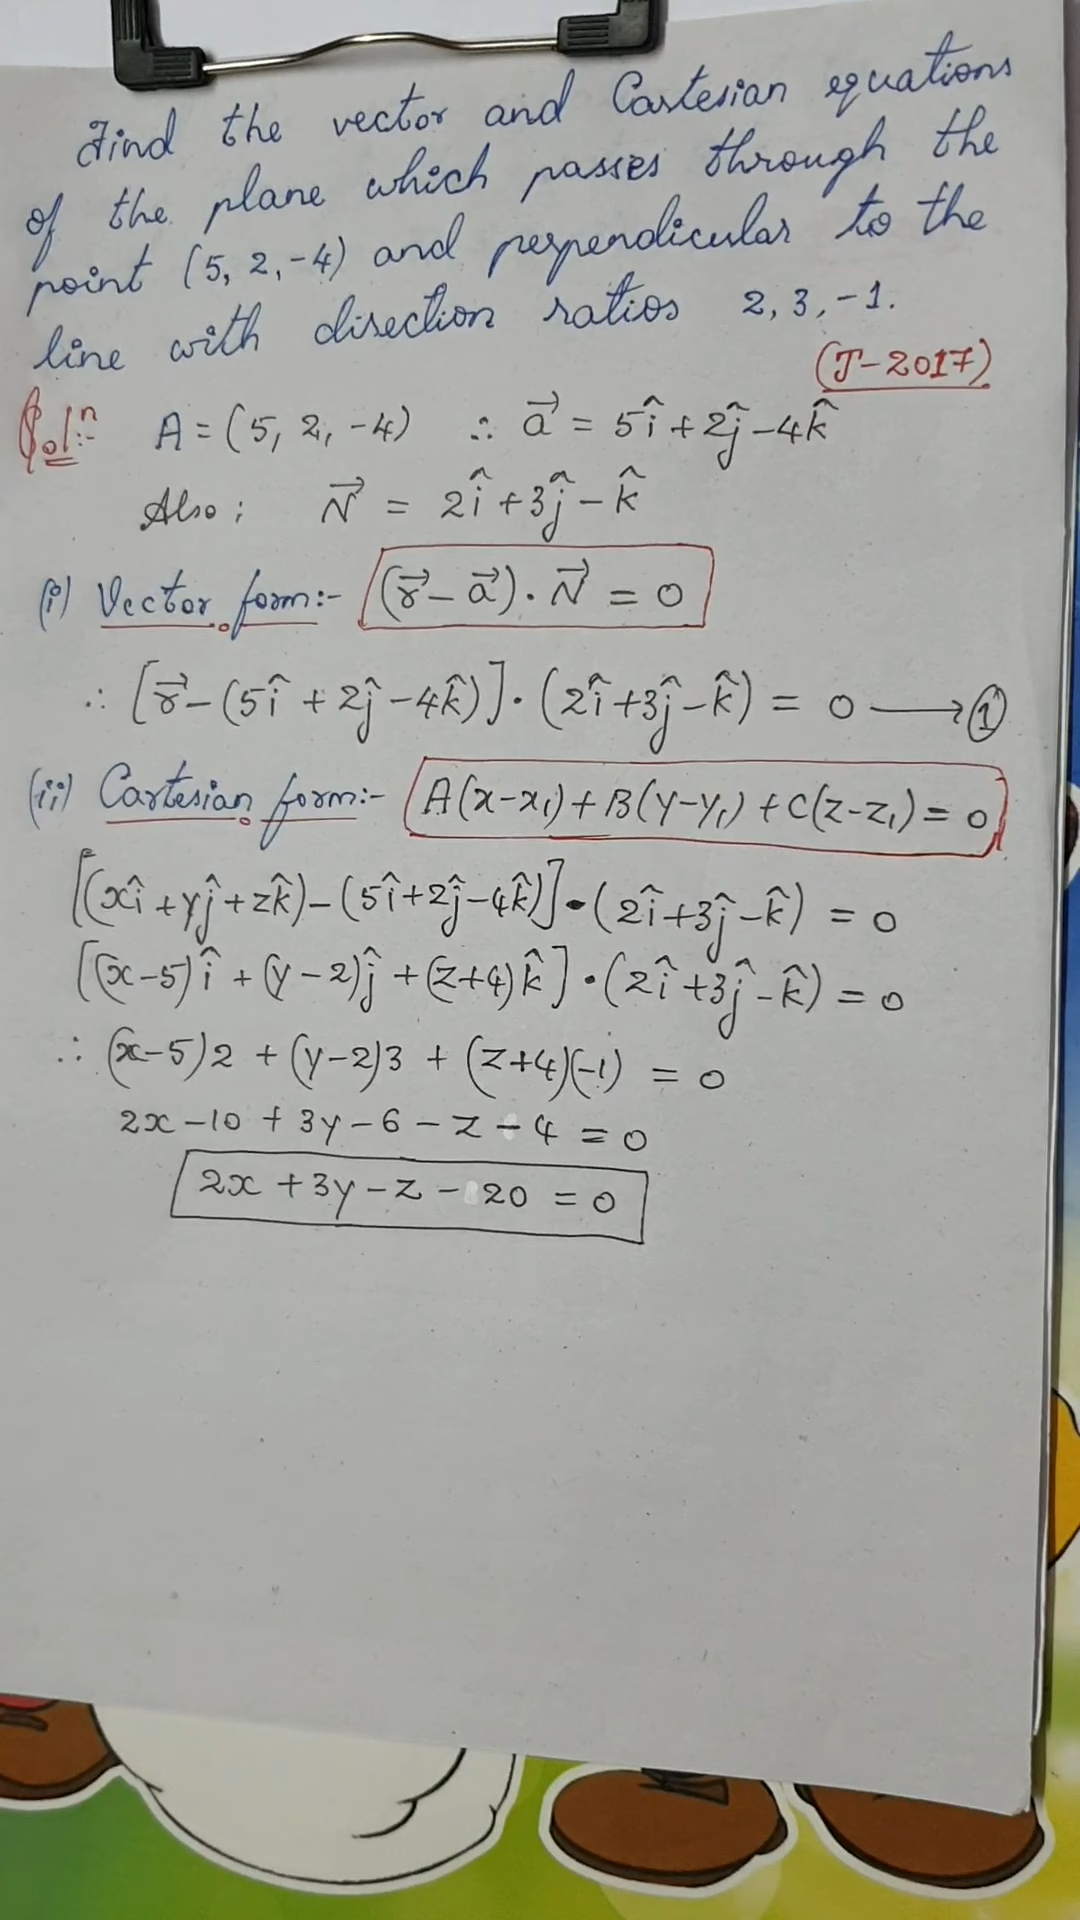 Find the vector and Cartesian equations
of the plane which passes through the
point (5, 2, -4) and perpendicular to the
line with direction ratios 2, 3, -1.
(J-2017)
Solⁿ:- A = (5, 2, -4) ∴ a⃗ = 5î + 2ĵ - 4k̂
Also; N⃗ = 2î + 3ĵ - k̂
(i) Vector form:- (r⃗ - a⃗) · N⃗ = 0
∴ [r⃗ - (5î + 2ĵ - 4k̂)] · (2î + 3ĵ - k̂) = 0 ⟶ ①
(ii) Cartesian form:- A(x-x₁) + B(y-y₁) + C(z-z₁) = 0
[(xî + yĵ + zk̂) - (5î + 2ĵ - 4k̂)] · (2î + 3ĵ - k̂) = 0
[(x-5)î + (y-2)ĵ + (z+4)k̂] · (2î + 3ĵ - k̂) = 0
∴ (x-5)2 + (y-2)3 + (z+4)(-1) = 0
2x - 10 + 3y - 6 - z - 4 = 0
2x + 3y - z - 20 = 0